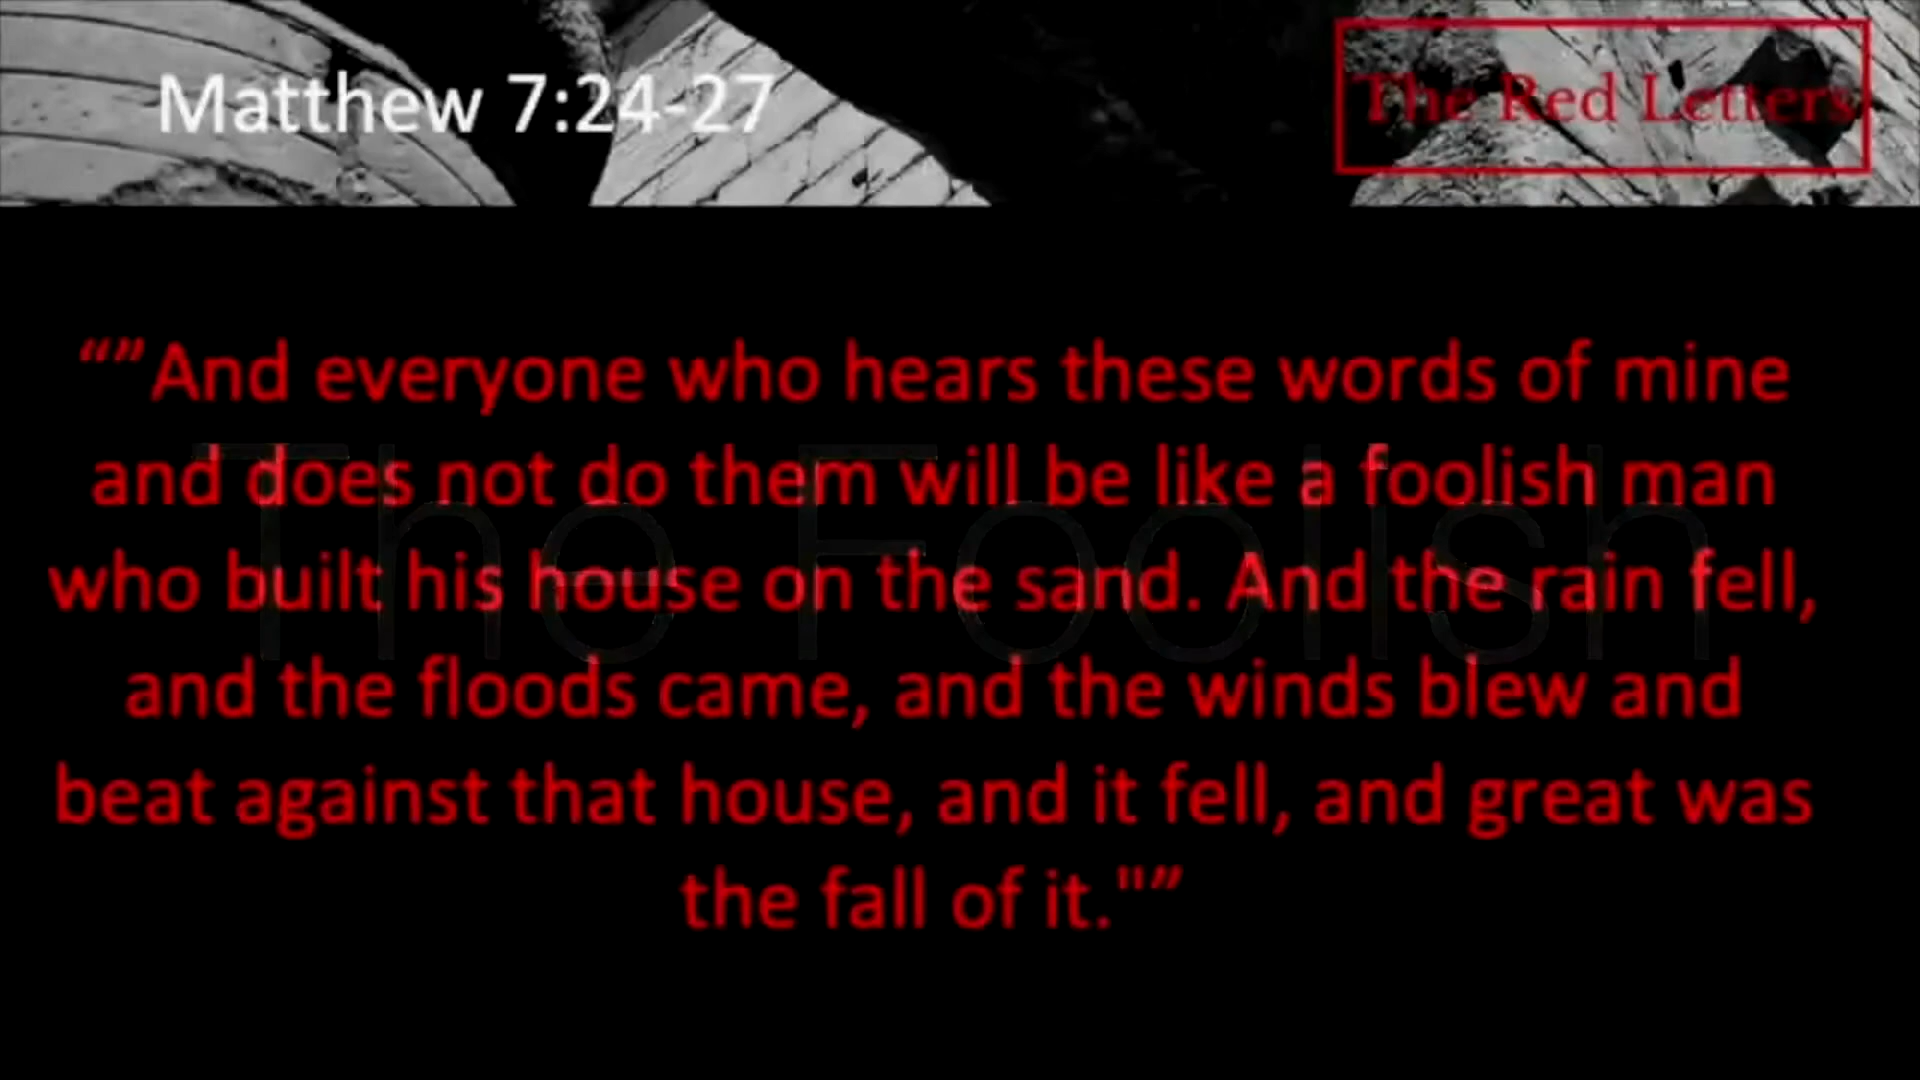 Matthew 7:24-27
The Red Letters
“”And everyone who hears these words of mine
and does not do them will be like a foolish man
who built his house on the sand. And the rain fell,
and the floods came, and the winds blew and
beat against that house, and it fell, and great was
the fall of it."”
The Foolish